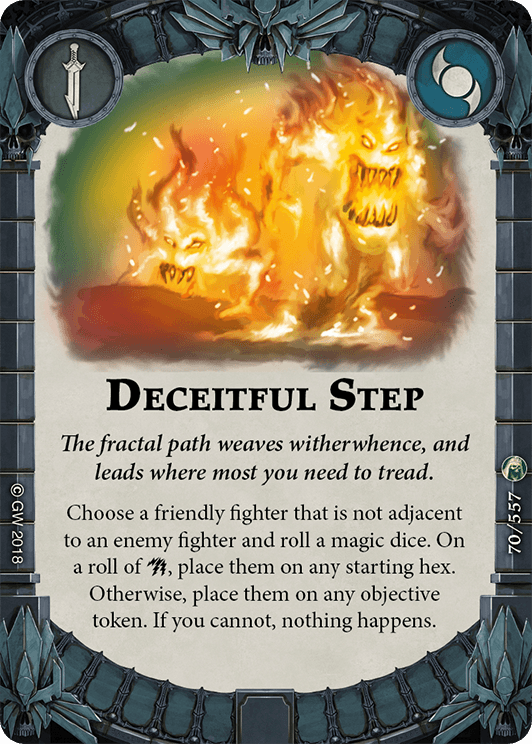 DECEITFUL STEP
The fractal path weaves witherwhence, and
leads where most you need to tread.
Choose a friendly fighter that is not adjacent
to an enemy fighter and roll a magic dice. On
a roll of , place them on any starting hex.
Otherwise, place them on any objective
token. If you cannot, nothing happens.
© GW 2018
70/557